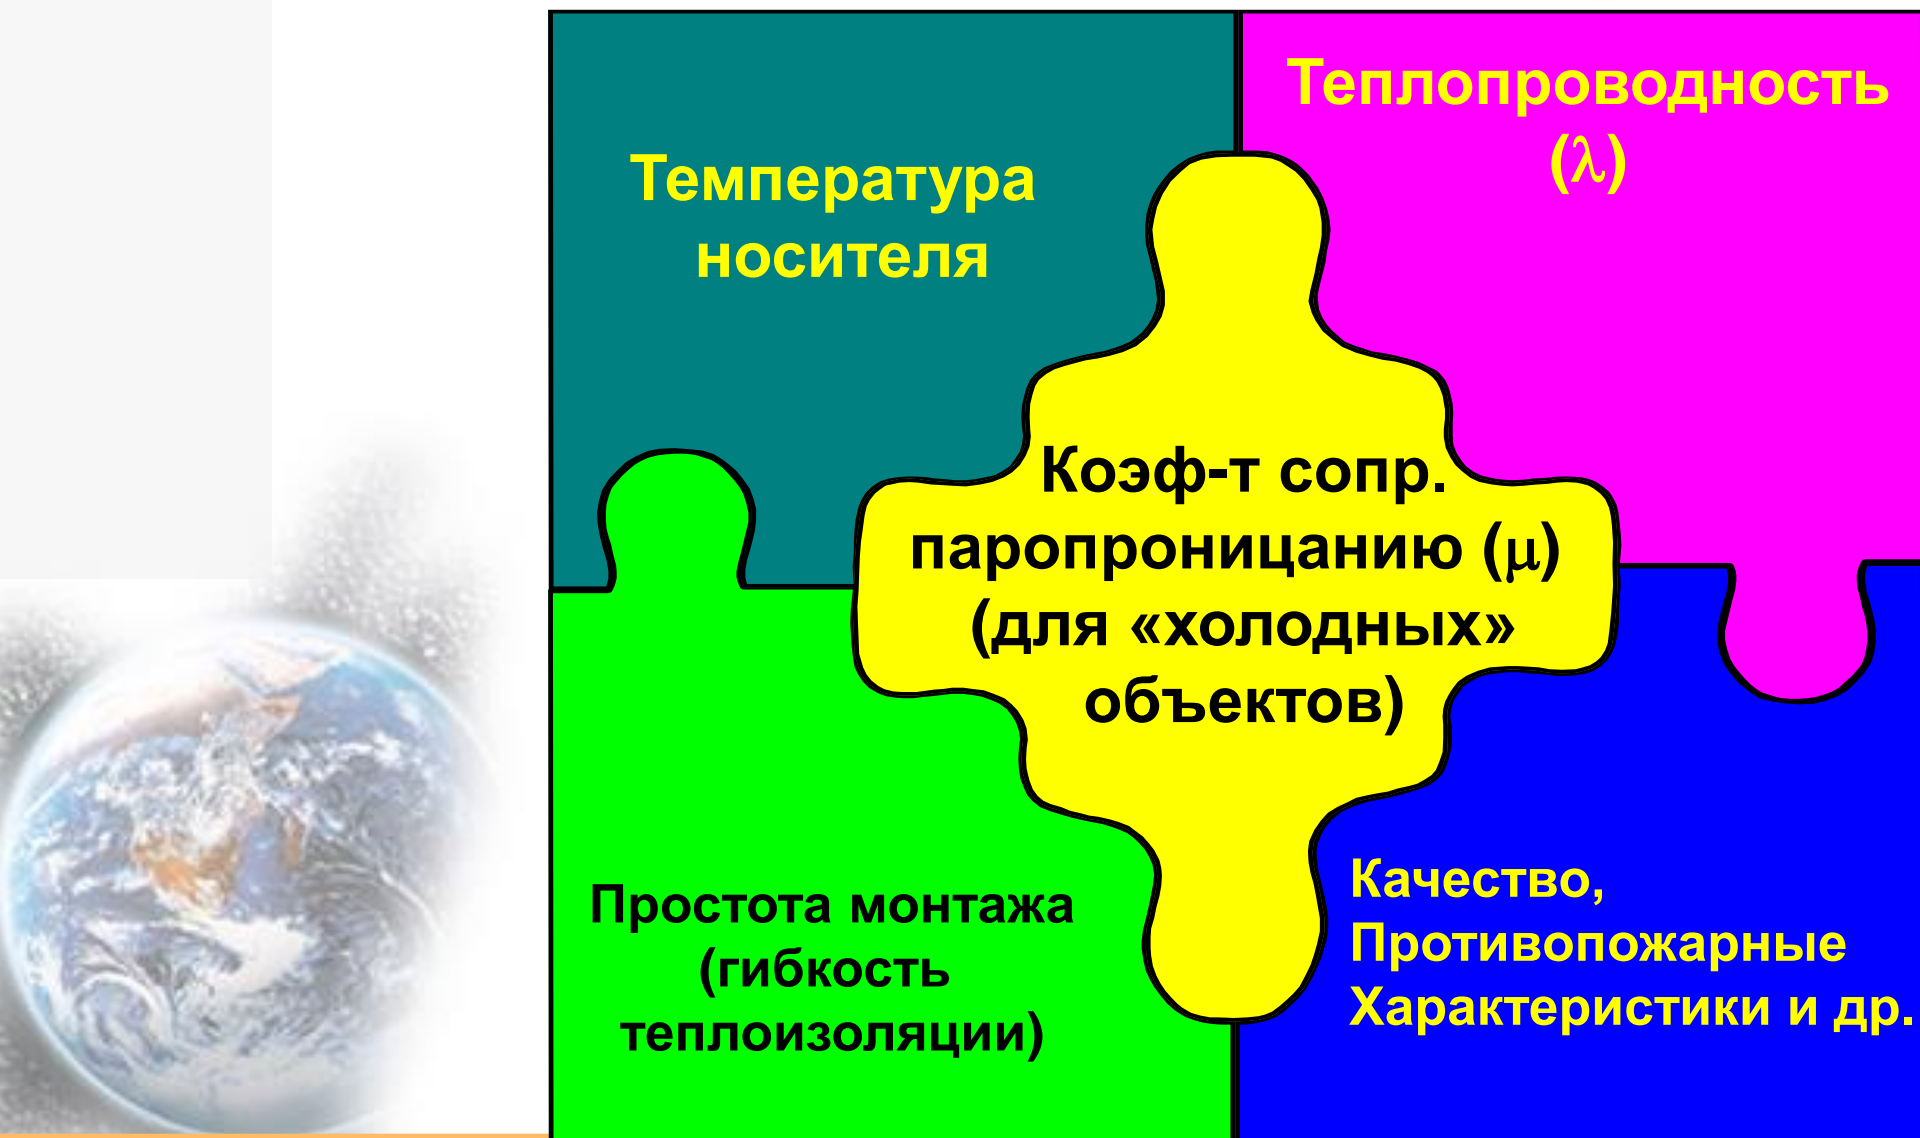 Температура
носителя
Теплопроводность
(λ)
Коэф-т сопр.
паропроницанию (μ)
(для «холодных»
объектов)
Простота монтажа
(гибкость
теплоизоляции)
Качество,
Противопожарные
Характеристики и др.